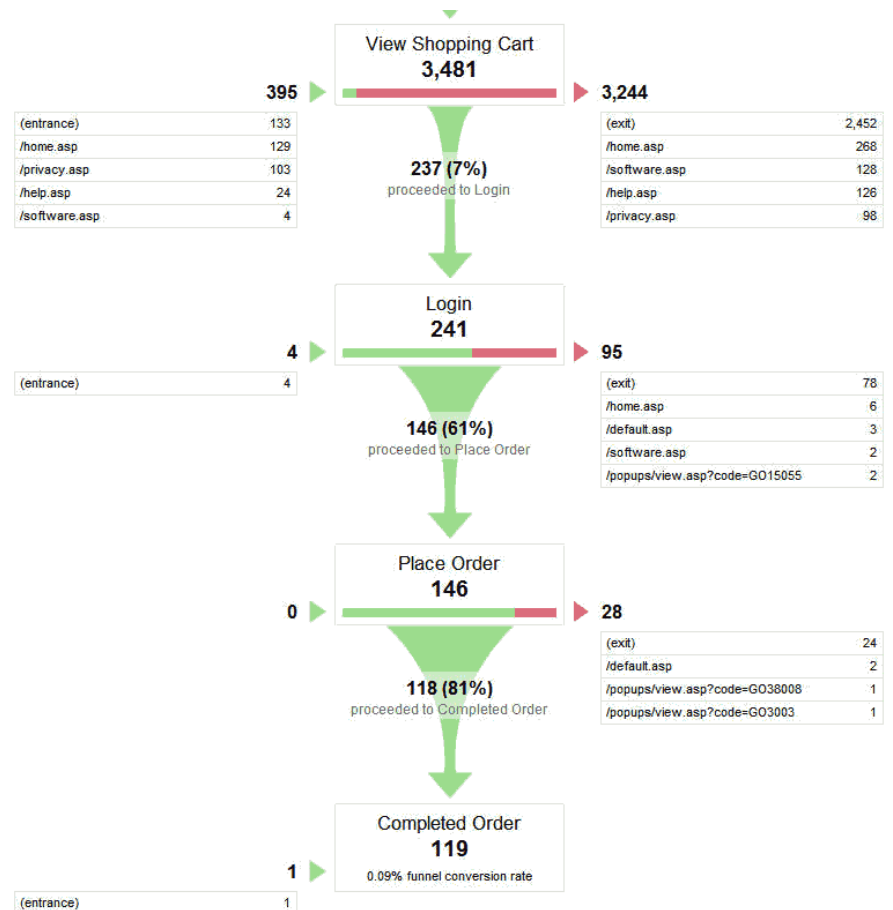 View Shopping Cart
3,481
395
3,244
(entrance) 133
/home.asp 129
/privacy.asp 103
/help.asp 24
/software.asp 4
(exit) 2,452
/home.asp 268
/software.asp 128
/help.asp 126
/privacy.asp 98
237 (7%)
proceeded to Login
Login
241
4
95
(entrance) 4
(exit) 78
/home.asp 6
/default.asp 3
/software.asp 2
/popups/view.asp?code=GO15055 2
146 (61%)
proceeded to Place Order
Place Order
146
0
28
(exit) 24
/default.asp 2
/popups/view.asp?code=GO38008 1
/popups/view.asp?code=GO3003 1
118 (81%)
proceeded to Completed Order
Completed Order
119
0.09% funnel conversion rate
1
(entrance) 1